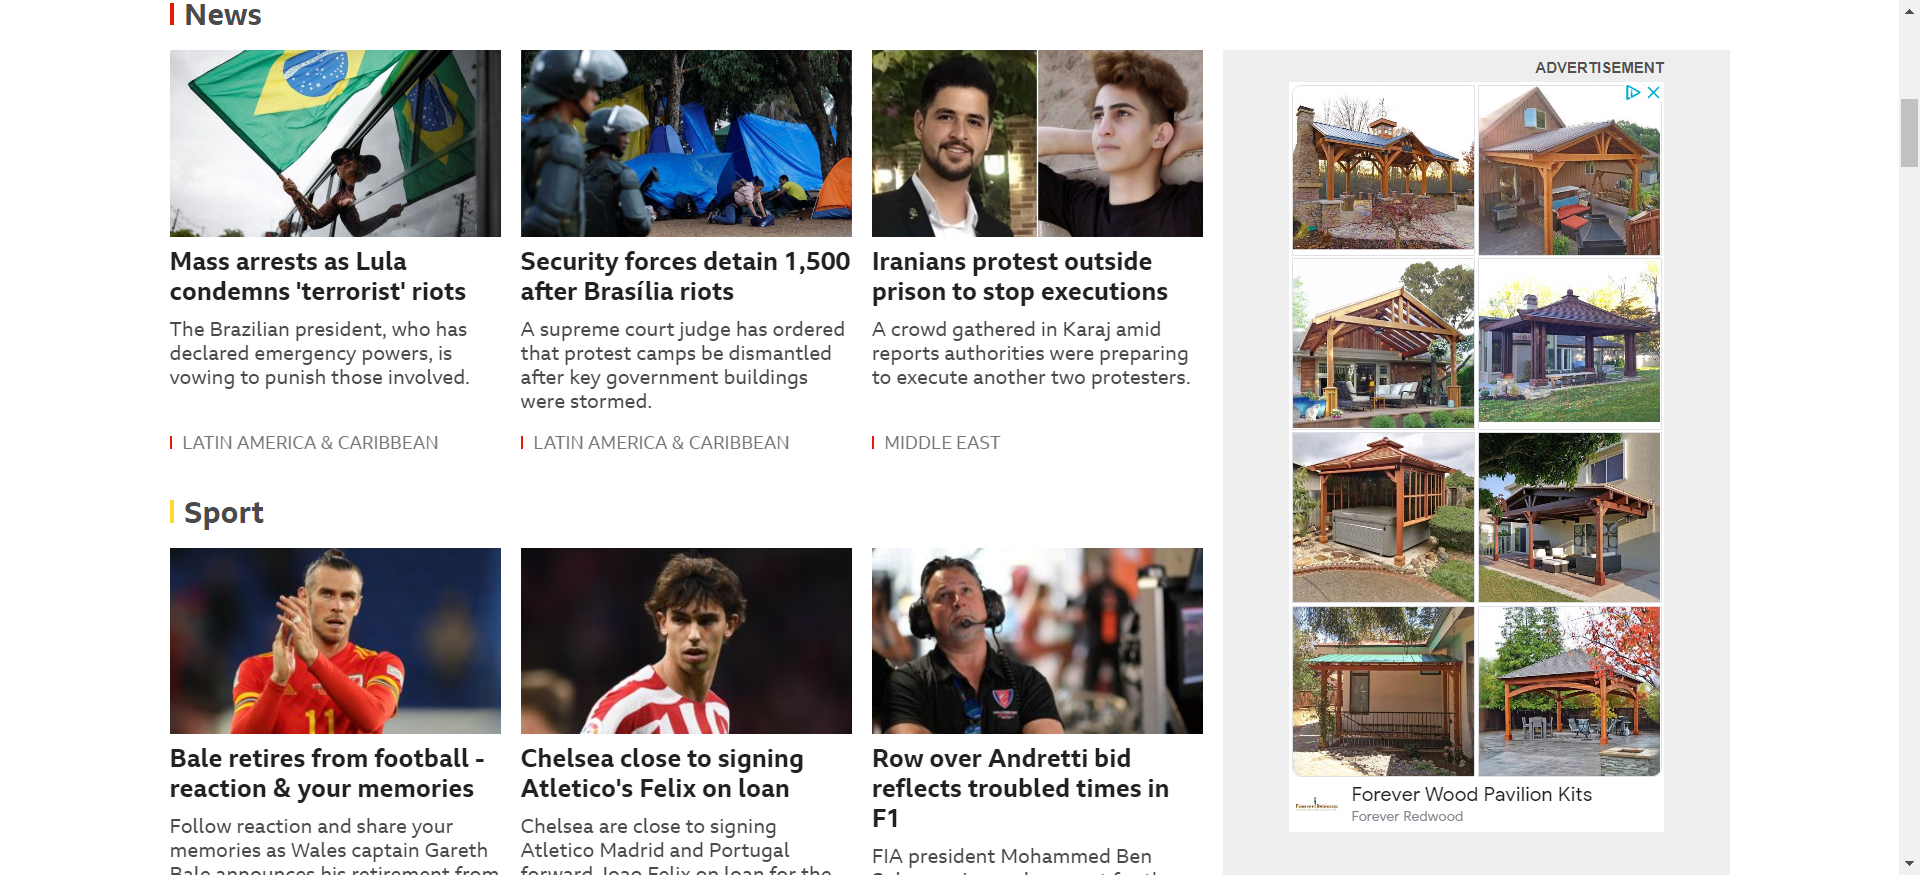 News
Mass arrests as Lula
condemns 'terrorist' riots
The Brazilian president, who has
declared emergency powers, is
vowing to punish those involved.
LATIN AMERICA & CARIBBEAN
Security forces detain 1,500
after Brasília riots
A supreme court judge has ordered
that protest camps be dismantled
after key government buildings
were stormed.
LATIN AMERICA & CARIBBEAN
Iranians protest outside
prison to stop executions
A crowd gathered in Karaj amid
reports authorities were preparing
to execute another two protesters.
MIDDLE EAST
Sport
11
Bale retires from football -
reaction & your memories
Follow reaction and share your
memories as Wales captain Gareth
Bale announces his retirement from
Chelsea close to signing
Atletico's Felix on loan
Chelsea are close to signing
Atletico Madrid and Portugal
forward Joao Felix on loan for the
Row over Andretti bid
reflects troubled times in
F1
FIA president Mohammed Ben
ADVERTISEMENT
Forever Wood Pavilion Kits
Forever Redwood